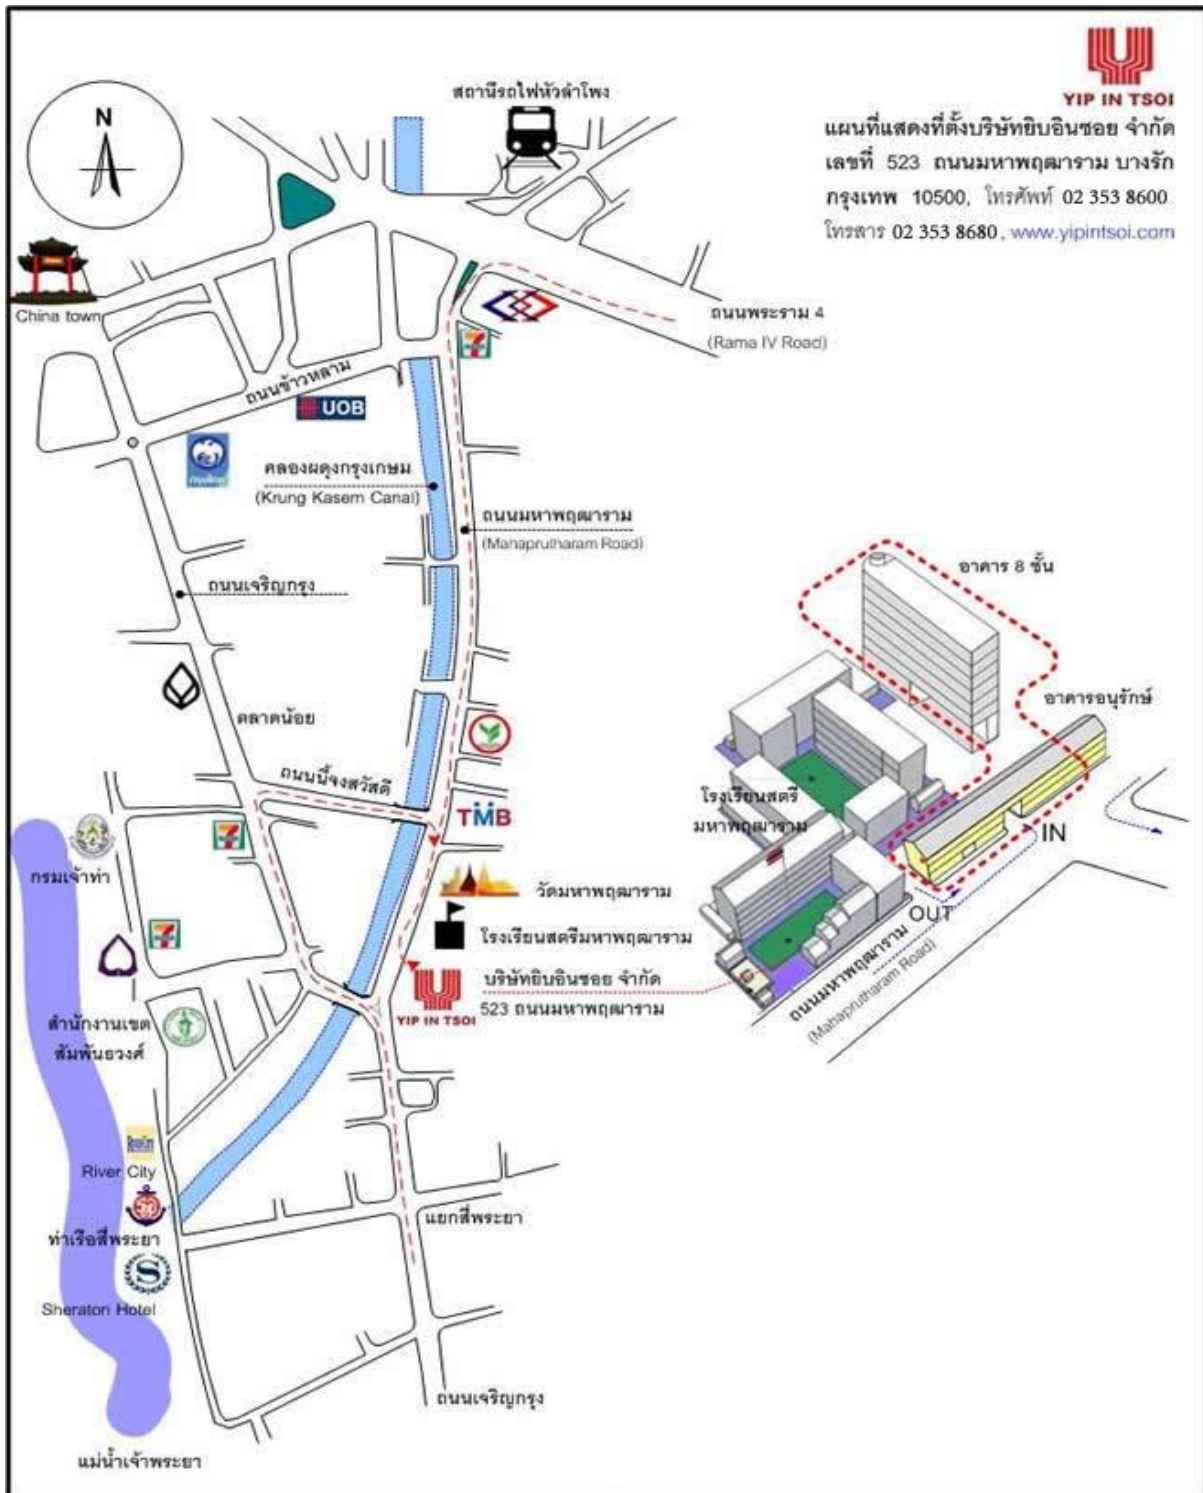 สถานีรถไฟหัวลำโพง
YIP IN TSOI
แผนที่แสดงที่ตั้งบริษัทยิบอินซอย จำกัด
เลขที่ 523 ถนนมหาพฤฒาราม บางรัก
กรุงเทพ 10500, โทรศัพท์ 02 353 8600
โทรสาร 02 353 8680, www.yipintsoi.com
N
China town
ถนนพระราม 4
(Rama IV Road)
7
ถนนข้าวหลาม
UOB
คลองผดุงกรุงเกษม
(Krung Kasem Canal)
ถนนมหาพฤฒาราม
(Mahaprutharam Road)
ถนนเจริญกรุง
อาคาร 8 ชั้น
อาคารอนุรักษ์
ตลาดน้อย
ถนนนี้จงสวัสดี
TMB
7
โรงเรียนสตรี
มหาพฤฒาราม
IN
OUT
กรมเจ้าท่า
วัดมหาพฤฒาราม
7
โรงเรียนสตรีมหาพฤฒาราม
บริษัทยิบอินซอย จำกัด
YIP IN TSOI
523 ถนนมหาพฤฒาราม
ถนนมหาพฤฒาราม
(Mahaprutharam Road)
สำนักงานเขต
สัมพันธวงศ์
River City
แยกสี่พระยา
ท่าเรือสี่พระยา
S
Sheraton Hotel
ถนนเจริญกรุง
แม่น้ำเจ้าพระยา